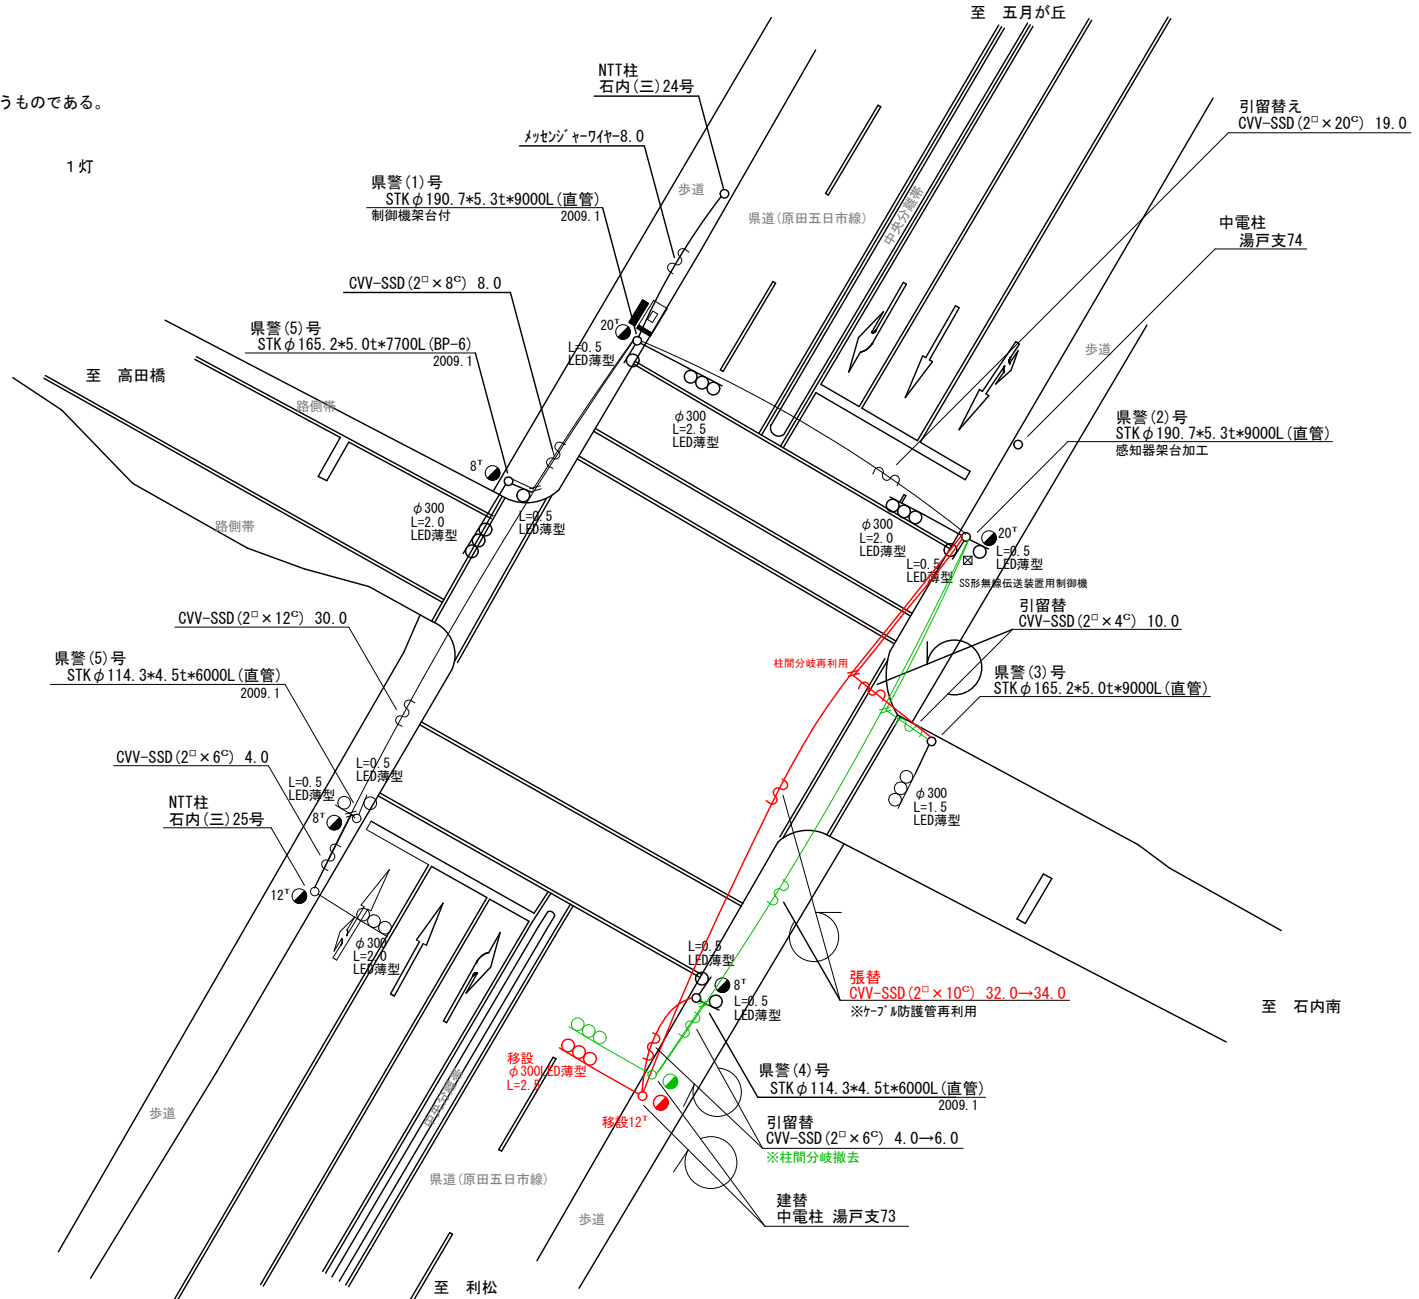 至 五月が丘
NTT柱
石内(三)24号
うものである。
引留替え
CVV-SSD(2□×20C) 19.0
メッセンジャーワイヤー8.0
1灯
県警(1)号
STKφ190.7*5.3t*9000L(直管)
制御機架台付 2009.1
歩道
県道(原田五日市線)
中央分離帯
中電柱
湯戸支74
CVV-SSD(2□×8C) 8.0
20T
県警(5)号
STKφ165.2*5.0t*7700L(BP-6)
2009.1
L=0.5
LED薄型
歩道
至 高田橋
路側帯
φ300
L=2.5
LED薄型
県警(2)号
STKφ190.7*5.3t*9000L(直管)
感知器架台加工
8T
φ300
L=2.0
LED薄型
L=0.5
LED薄型
路側帯
φ300
L=2.0
LED薄型
20T
L=0.5
LED薄型
L=0.5
LED薄型
SS形無線伝送装置用制御機
引留替
CVV-SSD(2□×4C) 10.0
CVV-SSD(2□×12C) 30.0
県警(5)号
STKφ114.3*4.5t*6000L(直管)
2009.1
柱間分岐再利用
県警(3)号
STKφ165.2*5.0t*9000L(直管)
CVV-SSD(2□×6C) 4.0
L=0.5
LED薄型
L=0.5
LED薄型
NTT柱
石内(三)25号
8T
φ300
L=1.5
LED薄型
12T
φ300
L=2.0
LED薄型
L=0.5
LED薄型
8T
L=0.5
LED薄型
張替
CVV-SSD(2□×10C) 32.0→34.0
※ケーブル防護管再利用
至 石内南
移設
φ300LED薄型
L=2.5
県警(4)号
STKφ114.3*4.5t*6000L(直管)
2009.1
中央分離帯
歩道
移設12T
引留替
CVV-SSD(2□×6C) 4.0→6.0
※柱間分岐撤去
県道(原田五日市線)
建替
中電柱 湯戸支73
歩道
至 利松